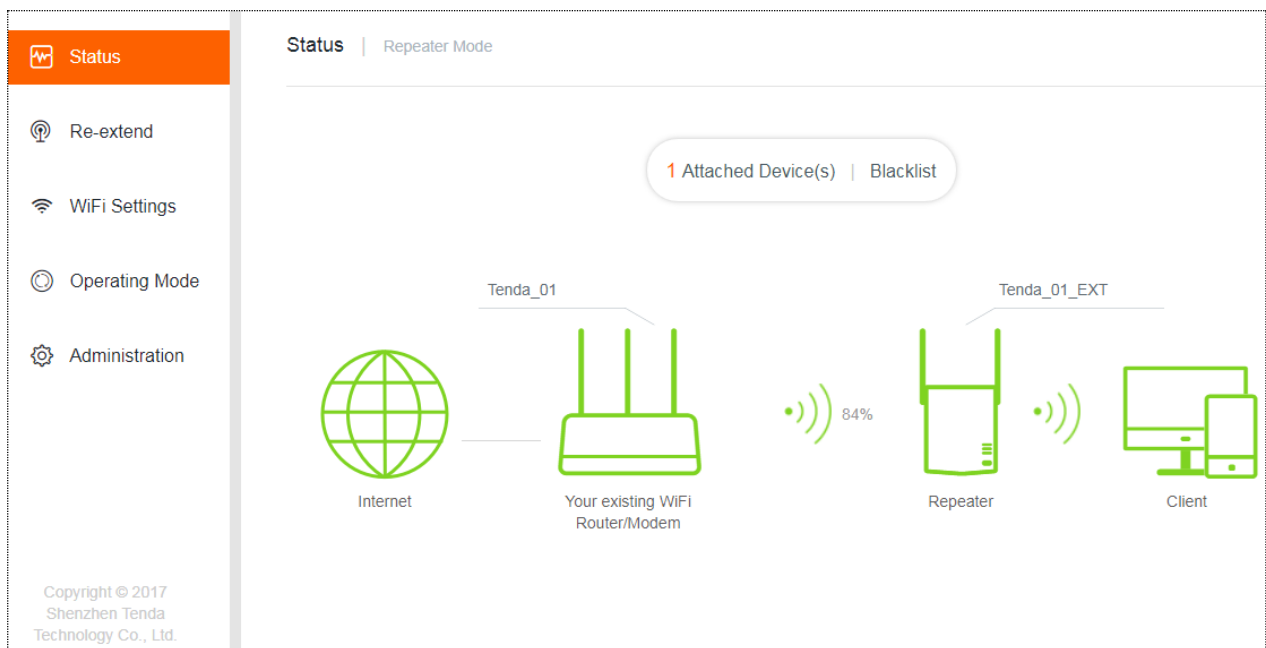 Status
Re-extend
WiFi Settings
Operating Mode
Administration
Copyright © 2017
Shenzhen Tenda
Technology Co., Ltd.
Status | Repeater Mode
1 Attached Device(s) | Blacklist
Tenda_01
Tenda_01_EXT
84%
Internet
Your existing WiFi
Router/Modem
Repeater
Client